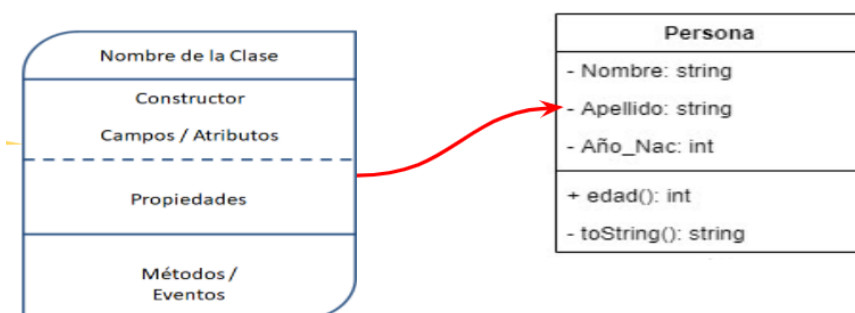 Nombre de la Clase
Constructor
Campos / Atributos
Propiedades
Métodos /
Eventos
Persona
- Nombre: string
- Apellido: string
- Año_Nac: int
+ edad(): int
- toString(): string